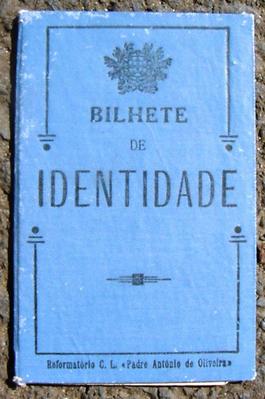 BILHETE
DE
IDENTIDADE
Reformatório C. L. «Padre António de Oliveira»